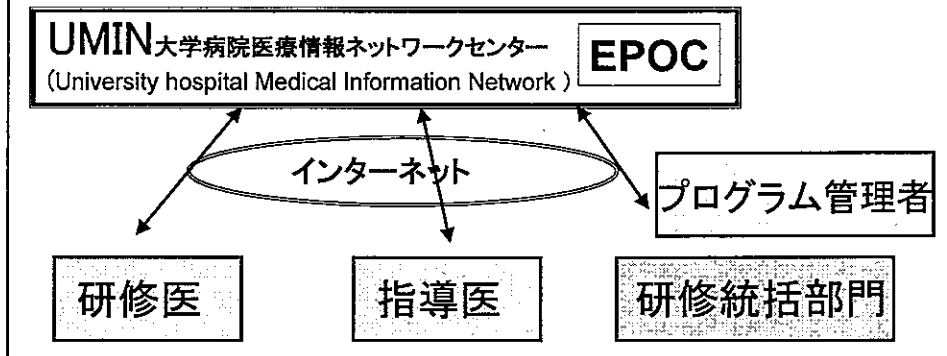 UMIN大学病院医療情報ネットワークセンター
EPOC
(University hospital Medical Information Network )
インターネット
プログラム管理者
研修医
指導医
研修統括部門